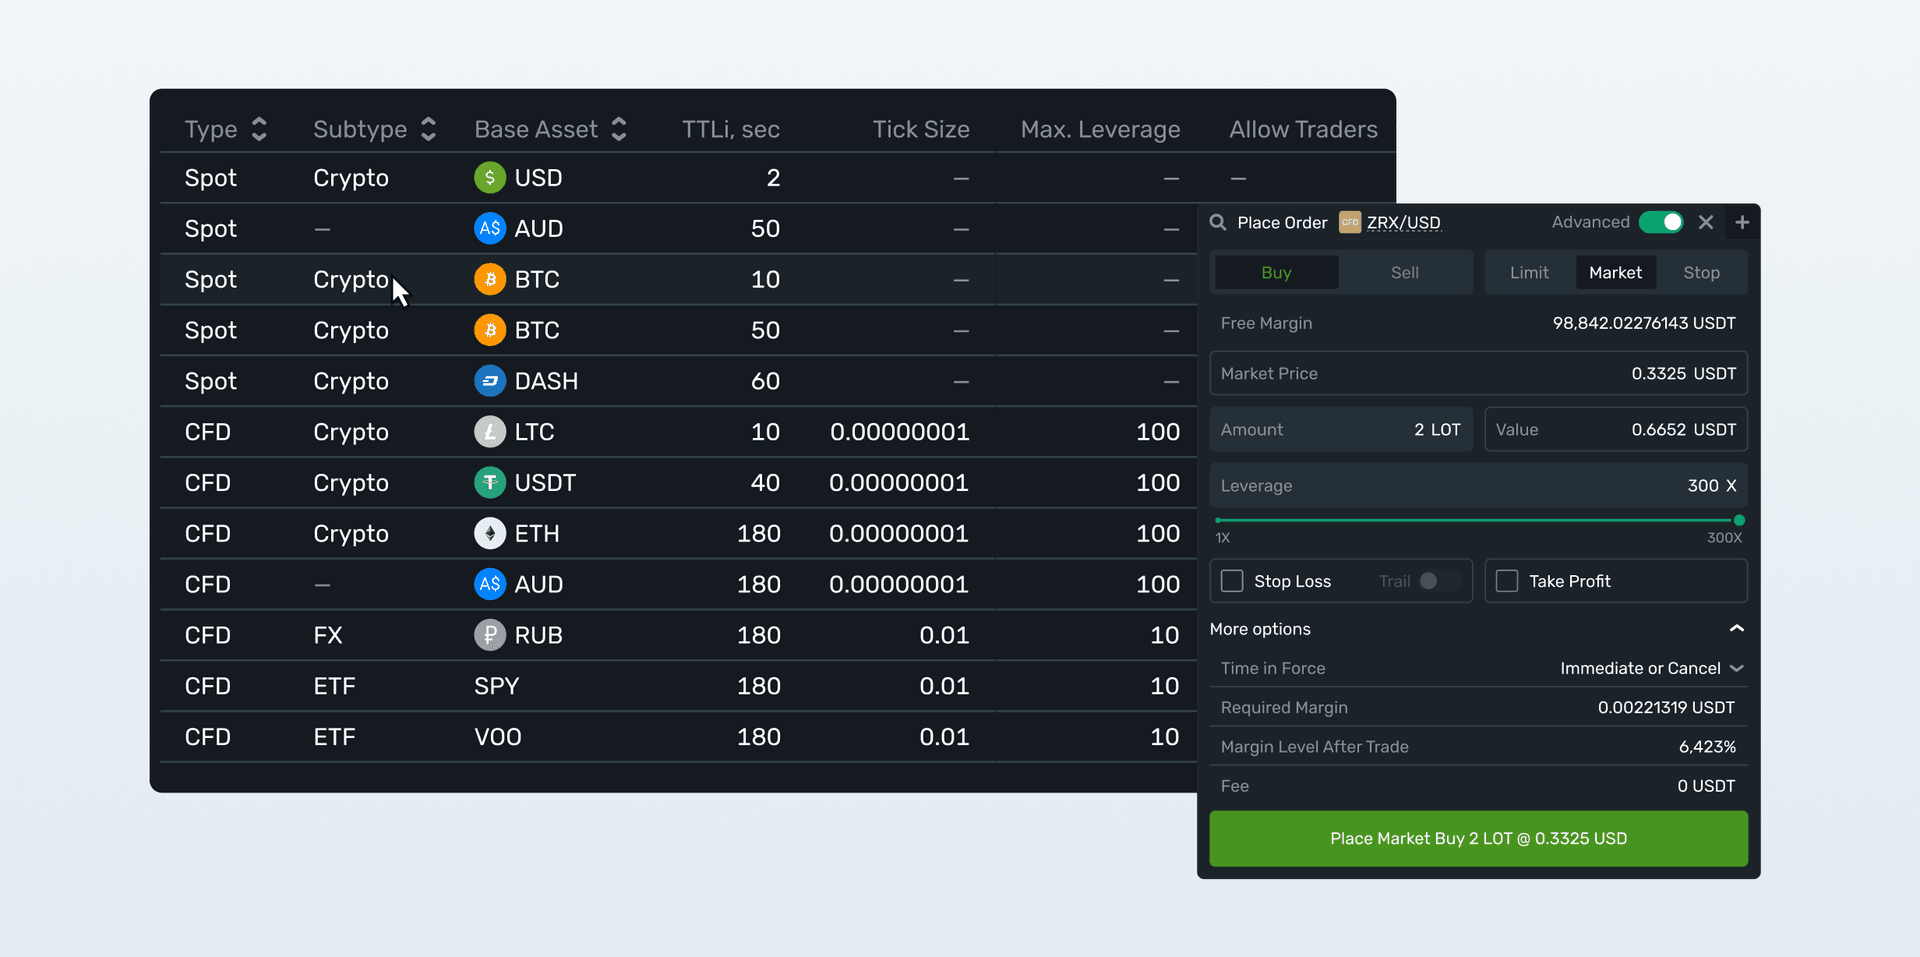 Type Subtype Base Asset TTLi, sec Tick Size Max. Leverage Allow Traders
Spot Crypto $ USD 2 — — —
Spot — A$ AUD 50 — —
Spot Crypto BTC 10 — —
Spot Crypto BTC 50 — —
Spot Crypto DASH 60 — —
CFD Crypto LTC 10 0.00000001 100
CFD Crypto USDT 40 0.00000001 100
CFD Crypto ETH 180 0.00000001 100
CFD — A$ AUD 180 0.00000001 100
CFD FX ₽ RUB 180 0.01 10
CFD ETF SPY 180 0.01 10
CFD ETF VOO 180 0.01 10
Place Order CFD ZRX/USD Advanced
Buy Sell Limit Market Stop
Free Margin 98,842.02276143 USDT
Market Price 0.3325 USDT
Amount 2 LOT Value 0.6652 USDT
Leverage 300 X
1X 300X
Stop Loss Trail Take Profit
More options
Time in Force Immediate or Cancel
Required Margin 0.00221319 USDT
Margin Level After Trade 6,423%
Fee 0 USDT
Place Market Buy 2 LOT @ 0.3325 USD